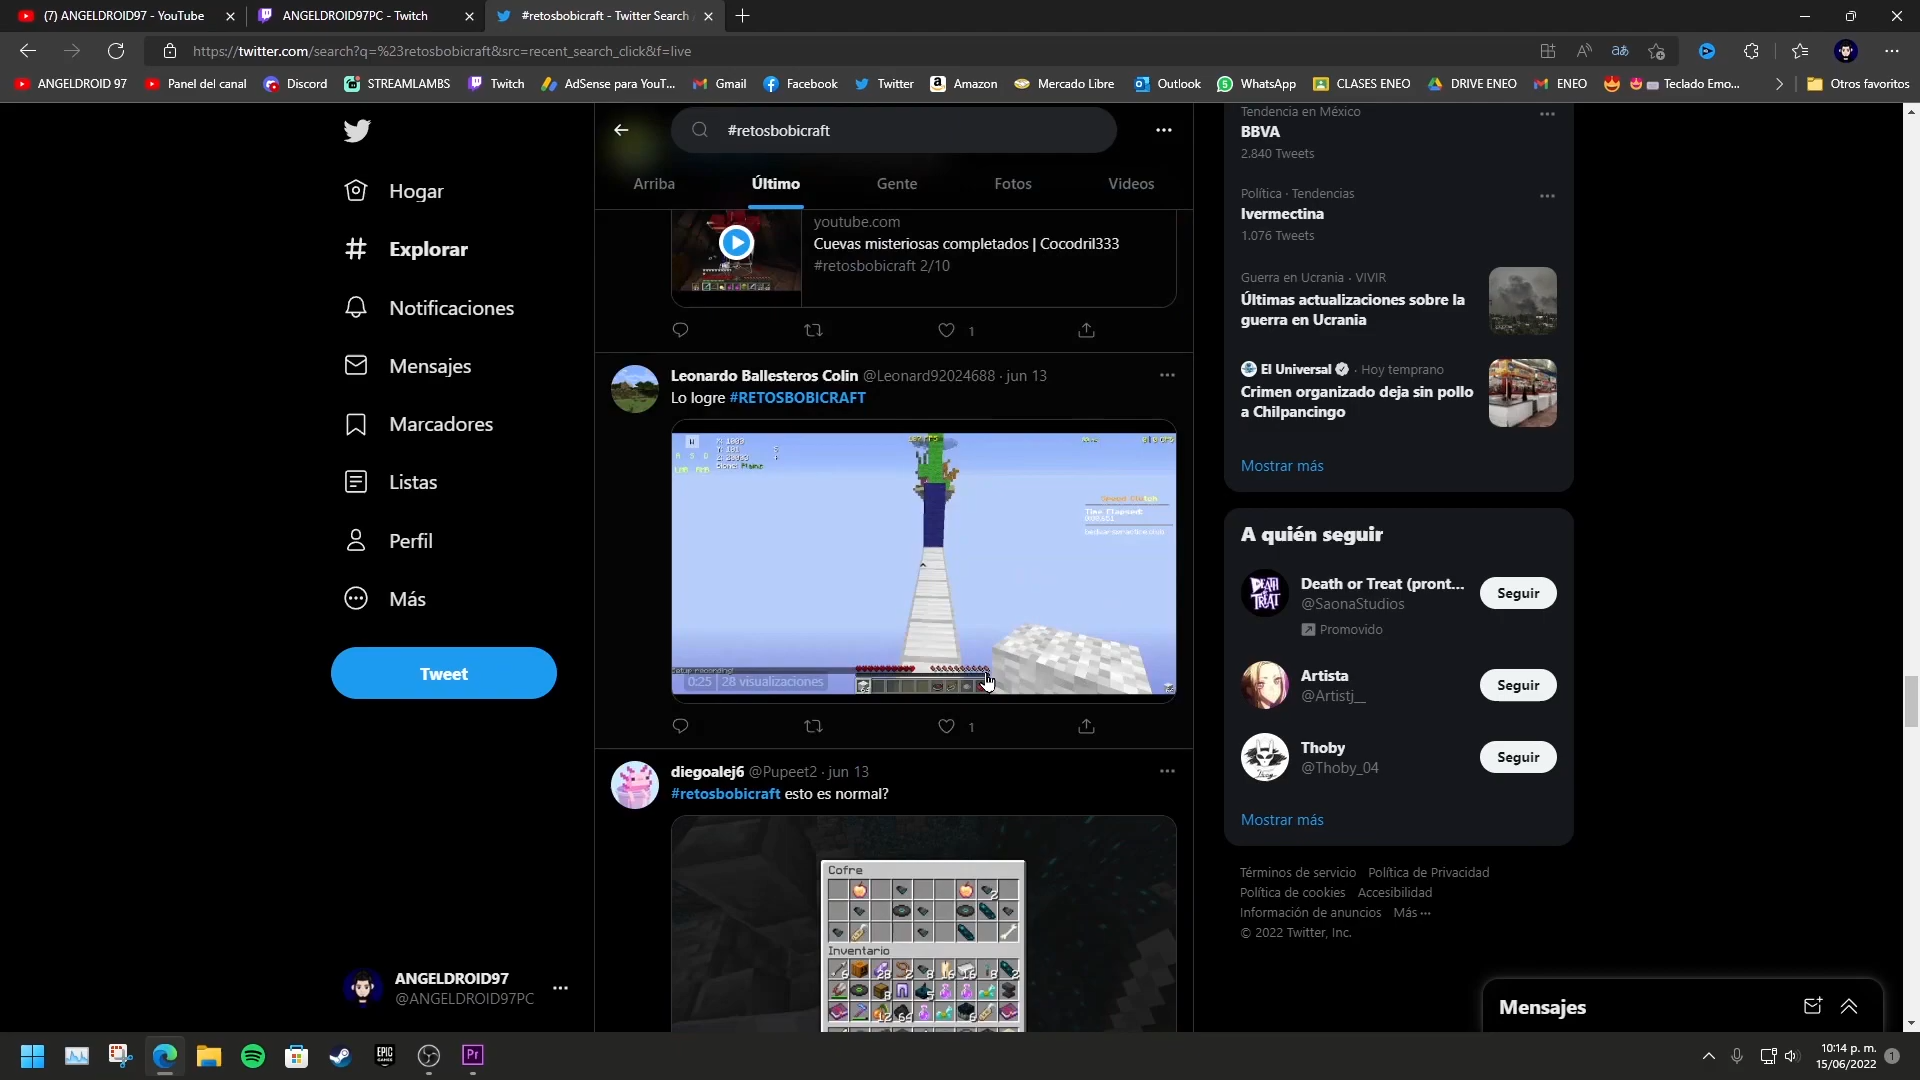 (7) ANGELDROID97 - YouTube
ANGELDROID97PC - Twitch
#retosbobicraft - Twitter Search
https://twitter.com/search?q=%23retosbobicraft&src=recent_search_click&f=live
ANGELDROID 97
Panel del canal
Discord
STREAMLAMBS
Twitch
AdSense para YouT...
Gmail
Facebook
Twitter
Amazon
Mercado Libre
Outlook
WhatsApp
CLASES ENEO
DRIVE ENEO
ENEO
Teclado Emo...
Otros favoritos
Hogar
Explorar
Notificaciones
Mensajes
Marcadores
Listas
Perfil
Más
Tweet
ANGELDROID97
@ANGELDROID97PC
#retosbobicraft
Arriba
Último
Gente
Fotos
Videos
youtube.com
Cuevas misteriosas completados | Cocodril333
#retosbobicraft 2/10
1
Leonardo Ballesteros Colin @Leonard92024688 · jun 13
Lo logre #RETOSBOBICRAFT
Time Elapsed:
0:25 | 28 visualizaciones
1
diegoalej6 @Pupeet2 · jun 13
#retosbobicraft esto es normal?
Cofre
Inventario
Tendencia en México
BBVA
2.840 Tweets
Política · Tendencias
Ivermectina
1.076 Tweets
Guerra en Ucrania · VIVIR
Últimas actualizaciones sobre la
guerra en Ucrania
El Universal · Hoy temprano
Crimen organizado deja sin pollo
a Chilpancingo
Mostrar más
A quién seguir
Death or Treat (pront...
@SaonaStudios
Promovido
Seguir
Artista
@Artistj__
Seguir
Thoby
@Thoby_04
Seguir
Mostrar más
Términos de servicio Política de Privacidad
Política de cookies Accesibilidad
Información de anuncios Más ···
© 2022 Twitter, Inc.
Mensajes
10:14 p. m.
15/06/2022
1